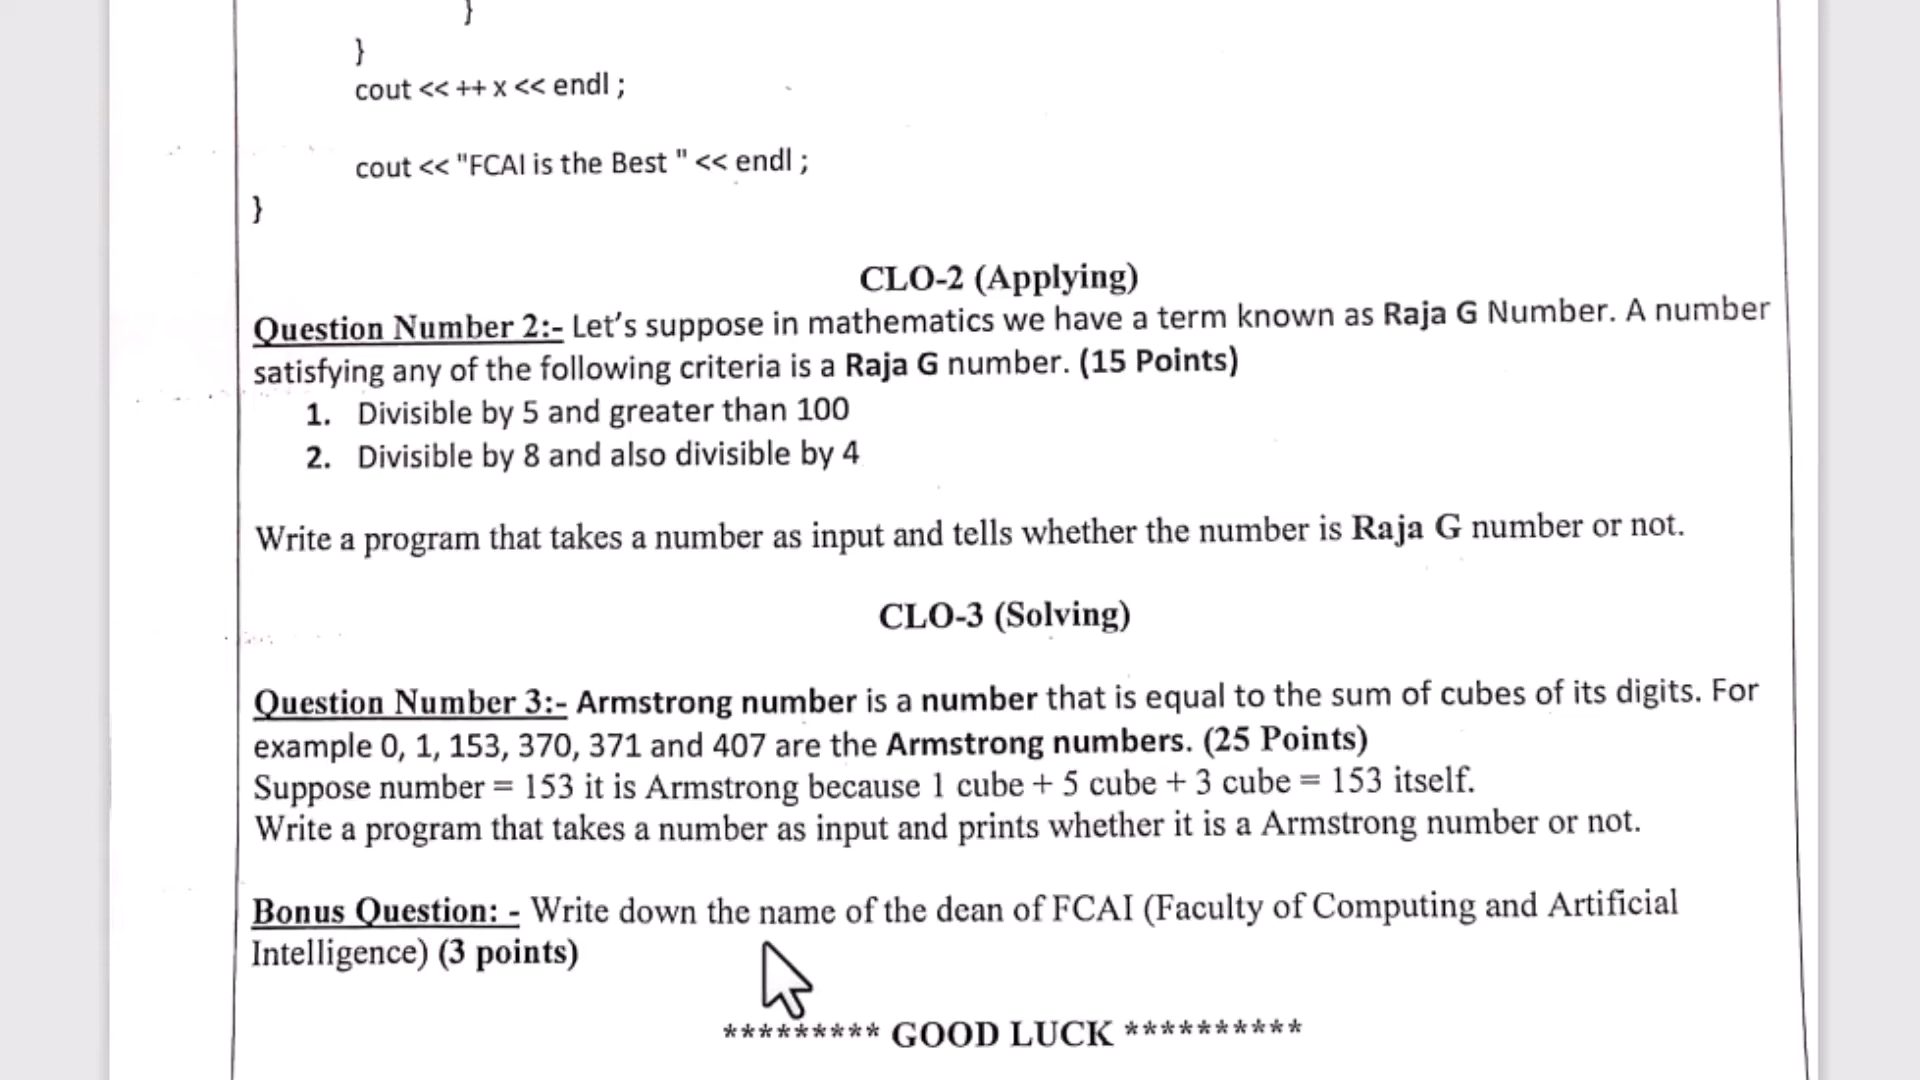 }
}
cout << ++ x << endl ;
cout << "FCAI is the Best " << endl ;
}
CLO-2 (Applying)
Question Number 2:- Let's suppose in mathematics we have a term known as Raja G Number. A number
satisfying any of the following criteria is a Raja G number. (15 Points)
1. Divisible by 5 and greater than 100
2. Divisible by 8 and also divisible by 4
Write a program that takes a number as input and tells whether the number is Raja G number or not.
CLO-3 (Solving)
Question Number 3:- Armstrong number is a number that is equal to the sum of cubes of its digits. For
example 0, 1, 153, 370, 371 and 407 are the Armstrong numbers. (25 Points)
Suppose number = 153 it is Armstrong because 1 cube + 5 cube + 3 cube = 153 itself.
Write a program that takes a number as input and prints whether it is a Armstrong number or not.
Bonus Question: - Write down the name of the dean of FCAI (Faculty of Computing and Artificial
Intelligence) (3 points)
********* GOOD LUCK **********